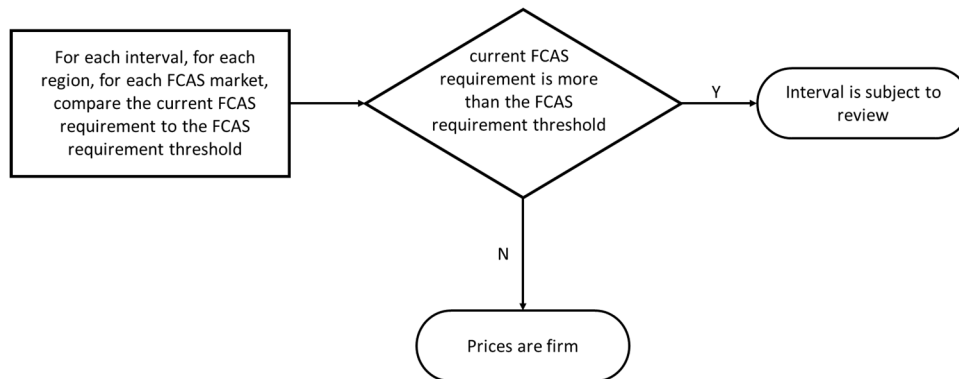 For each interval, for each
region, for each FCAS market,
compare the current FCAS
requirement to the FCAS
requirement threshold
current FCAS
requirement is more
than the FCAS
requirement threshold
Y
Interval is subject to
review
N
Prices are firm